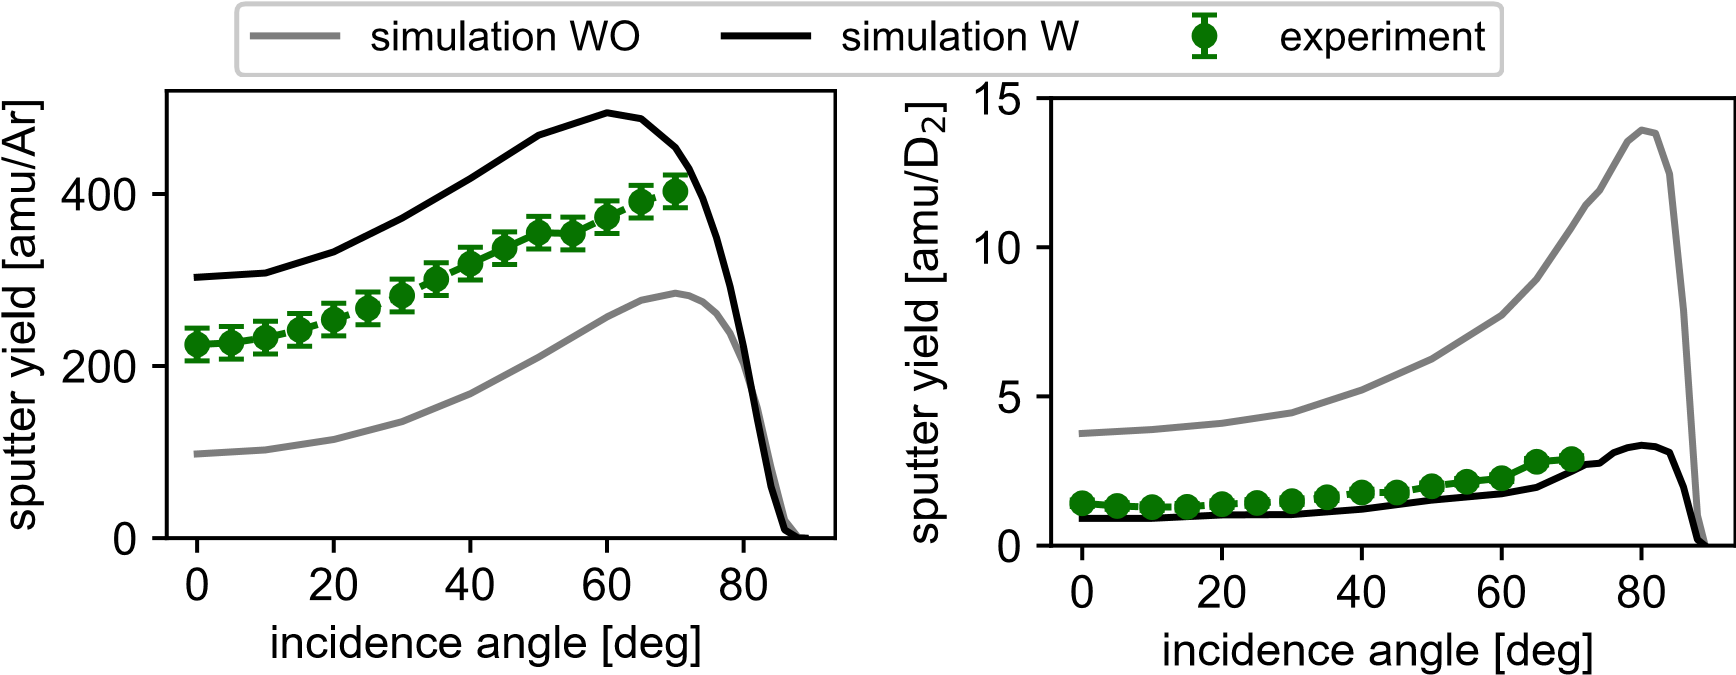 simulation WO simulation W experiment
sputter yield [amu/Ar]
400
200
0
0 20 40 60 80
incidence angle [deg]
sputter yield [amu/D₂]
15
10
5
0
0 20 40 60 80
incidence angle [deg]